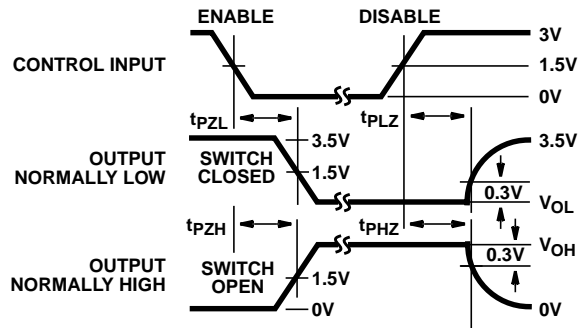 ENABLE DISABLE
3V
CONTROL INPUT 1.5V
0V
tPZL tPLZ
3.5V 3.5V
OUTPUT NORMALLY LOW
SWITCH CLOSED
1.5V
0.3V
VOL
tPZH tPHZ
VOH
OUTPUT NORMALLY HIGH
SWITCH OPEN
0.3V
1.5V
0V 0V